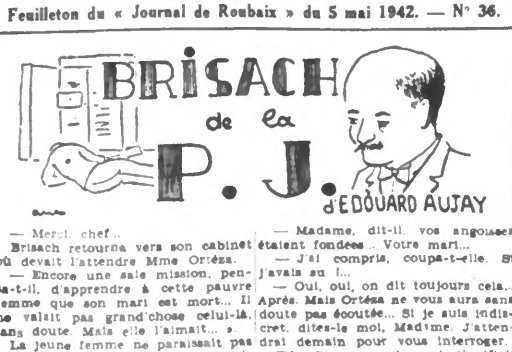 Feuilleton du « Journal de Roubaix » du 5 mai 1942. — N° 36.
BRISACH
de la
P. J.
d'EDOUARD AUJAY
— Merci, chef...
Brisach retourna vers son cabinet
où devait l'attendre Mme Ortéza.
— Encore une sale mission, pen-
sa-t-il, d'apprendre à cette pauvre
femme que son mari est mort... Il
ne valait pas grand'chose celui-là,
sans doute. Mais elle l'aimait... ».
La jeune femme ne paraissait pas
— Madame, dit-il, vos angoisses
étaient fondées... Votre mari...
— J'ai compris, coupa-t-elle. Si
j'avais su !...
— Oui, oui, on dit toujours cela...
Après. Mais Ortéza ne vous aura sans
doute pas écoutée... Si je suis indis-
cret, dites-le moi, Madame. J'atten-
drai demain pour vous interroger.